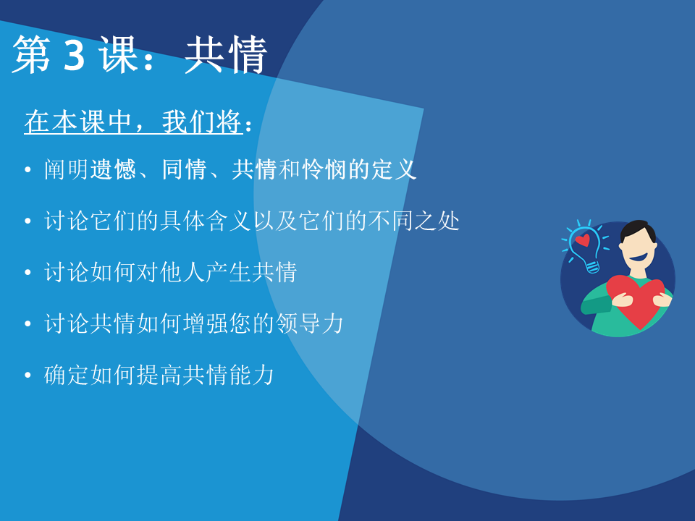 第 3 课：共情
在本课中，我们将：
• 阐明遗憾、同情、共情和怜悯的定义
• 讨论它们的具体含义以及它们的不同之处
• 讨论如何对他人产生共情
• 讨论共情如何增强您的领导力
• 确定如何提高共情能力